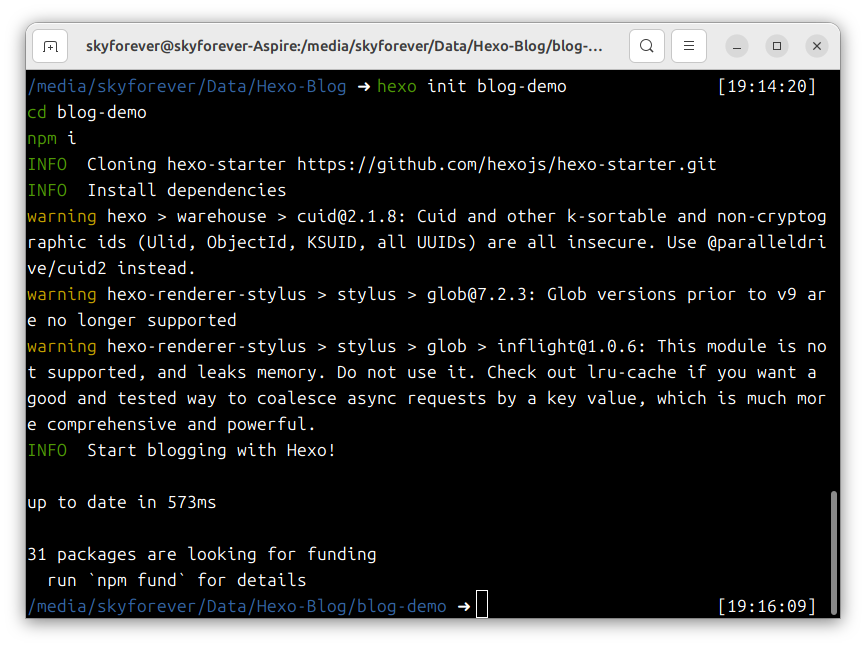 skyforever@skyforever-Aspire:/media/skyforever/Data/Hexo-Blog/blog-...
/media/skyforever/Data/Hexo-Blog ➜ hexo init blog-demo [19:14:20]
cd blog-demo
npm i
INFO  Cloning hexo-starter https://github.com/hexojs/hexo-starter.git
INFO  Install dependencies
warning hexo > warehouse > cuid@2.1.8: Cuid and other k-sortable and non-cryptog
raphic ids (Ulid, ObjectId, KSUID, all UUIDs) are all insecure. Use @paralleldri
ve/cuid2 instead.
warning hexo-renderer-stylus > stylus > glob@7.2.3: Glob versions prior to v9 ar
e no longer supported
warning hexo-renderer-stylus > stylus > glob > inflight@1.0.6: This module is no
t supported, and leaks memory. Do not use it. Check out lru-cache if you want a
good and tested way to coalesce async requests by a key value, which is much mor
e comprehensive and powerful.
INFO  Start blogging with Hexo!
up to date in 573ms
31 packages are looking for funding
  run `npm fund` for details
/media/skyforever/Data/Hexo-Blog/blog-demo ➜ [19:16:09]